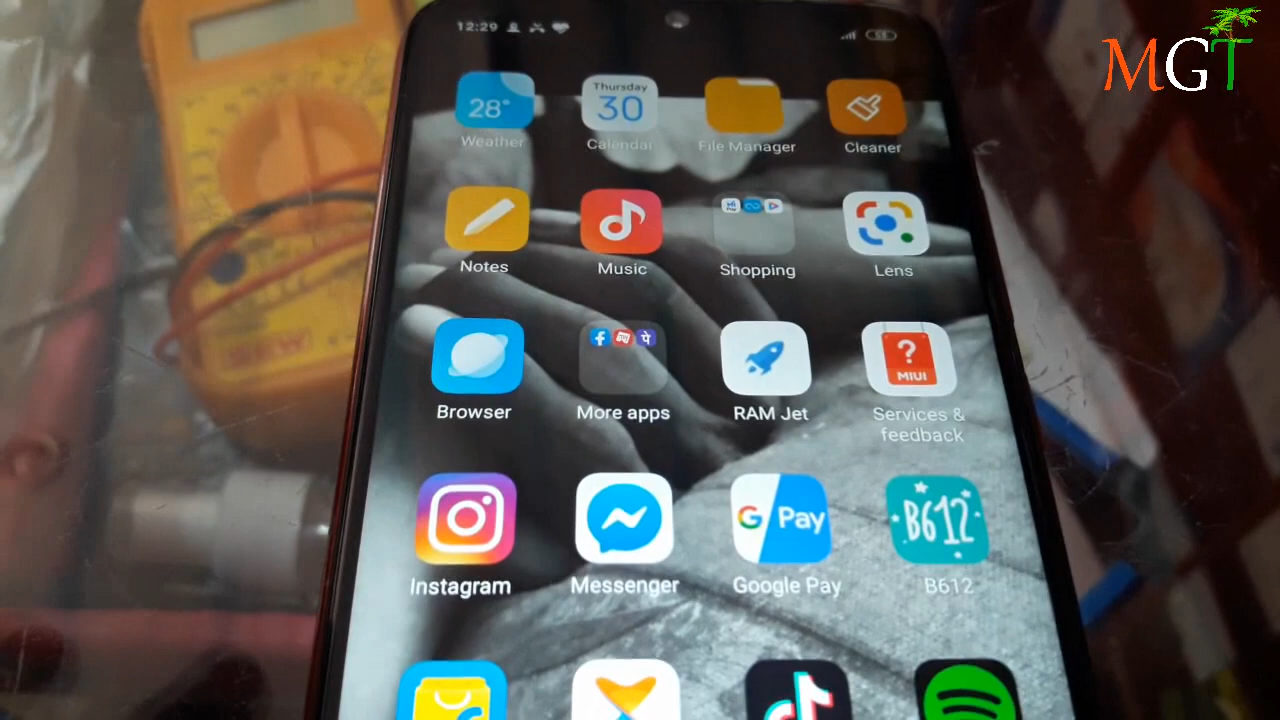 12:29
MGT
28°
Thursday
30
Weather
Calendar
File Manager
Cleaner
Notes
Music
Shopping
Lens
?
MIUI
Browser
More apps
RAM Jet
Services &
feedback
G Pay
B612
Instagram
Messenger
Google Pay
B612